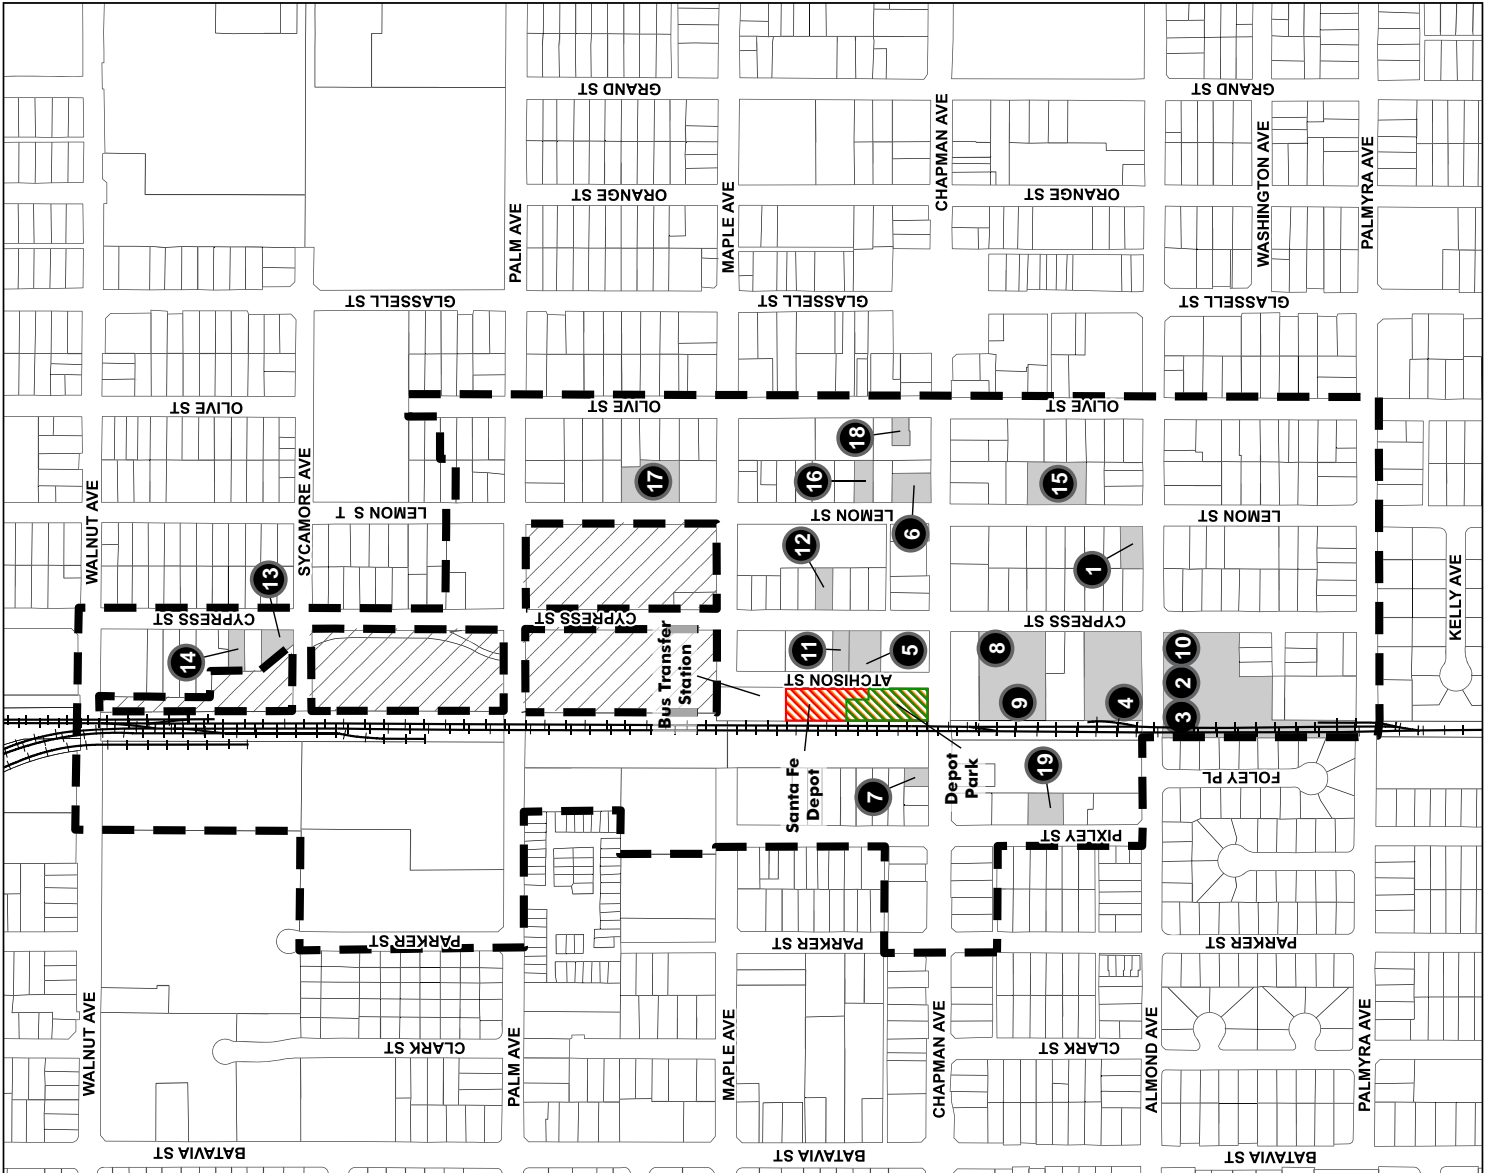 GRAND ST
GRAND ST
CHAPMAN AVE
WASHINGTON AVE
PALMYRA AVE
ORANGE ST
ORANGE ST
PALM AVE
MAPLE AVE
GLASSELL ST
GLASSELL ST
GLASSELL ST
OLIVE ST
OLIVE ST
OLIVE ST
18
WALNUT AVE
SYCAMORE AVE
17
16
15
LEMON S T
LEMON ST
LEMON ST
6
12
1
13
KELLY AVE
CYPRESS ST
CYPRESS ST
CYPRESS ST
14
11
5
8
10
Bus Transfer
Station
ATCHISON ST
2
9
4
3
Santa Fe
Depot
7
Depot
Park
19
FOLEY PL
PIXLEY ST
PARKER ST
PARKER ST
PARKER ST
WALNUT AVE
PALM AVE
MAPLE AVE
CHAPMAN AVE
ALMOND AVE
PALMYRA AVE
CLARK ST
CLARK ST
BATAVIA ST
BATAVIA ST
BATAVIA ST